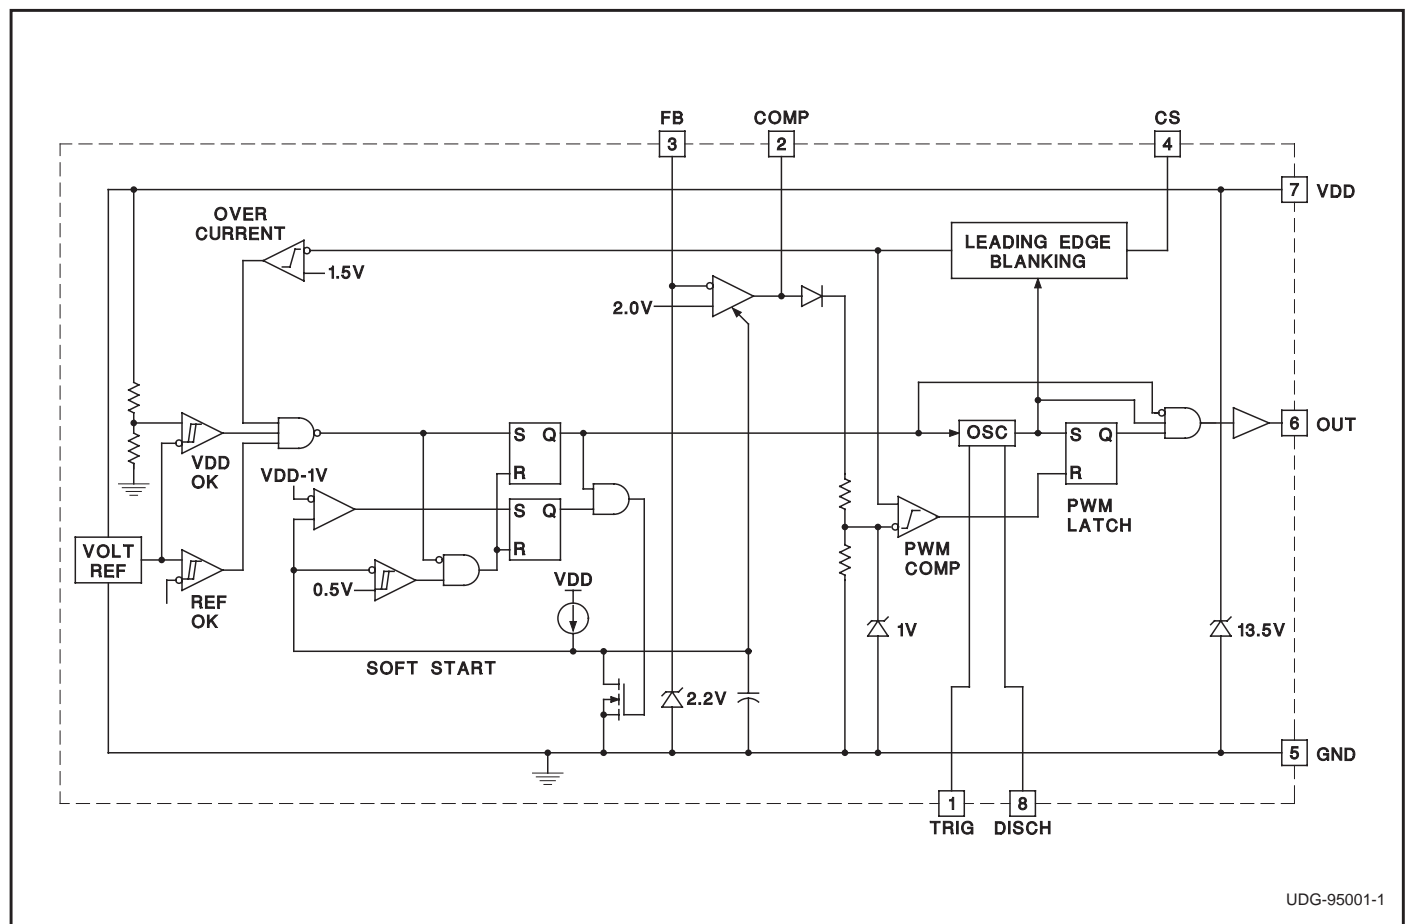 FB
COMP
CS
3
2
4
7 VDD
OVER
CURRENT
1.5V
LEADING EDGE
BLANKING
2.0V
VDD
OK
VDD-1V
S Q
R
S Q
R
OSC
S Q
R
PWM
LATCH
6 OUT
VOLT
REF
REF
OK
0.5V
VDD
PWM
COMP
1V
13.5V
SOFT START
2.2V
5 GND
1
8
TRIG
DISCH
UDG-95001-1